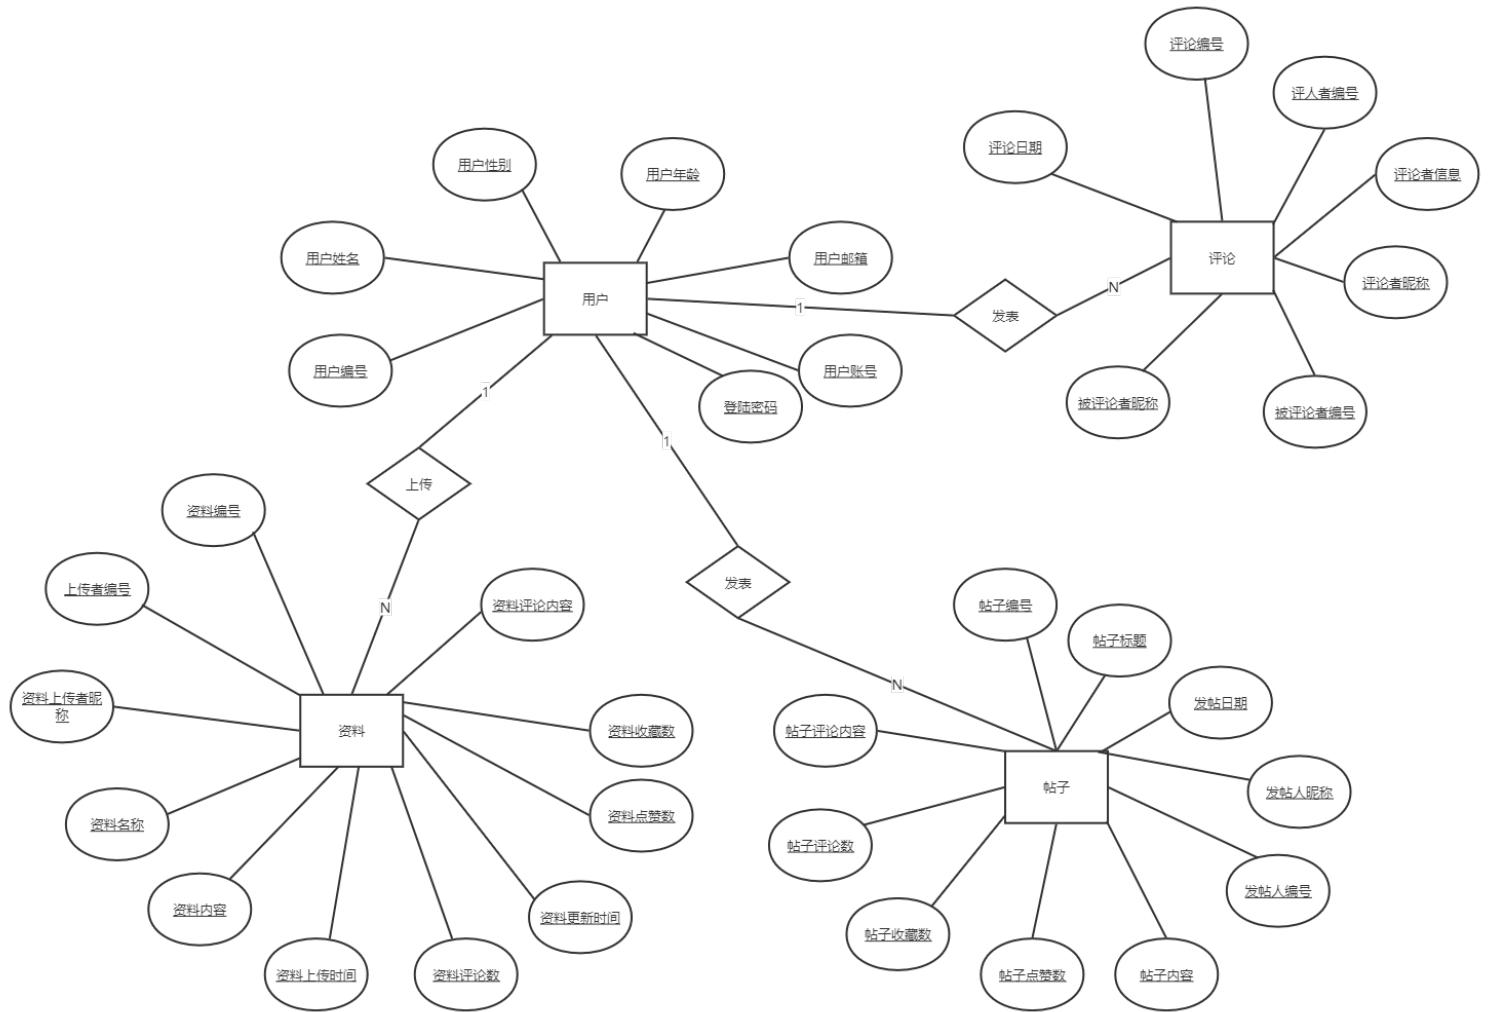 评论编号
评人者编号
评论日期
评论者信息
用户性别
用户年龄
用户姓名
用户邮箱
评论
评论者昵称
用户
1
发表
N
用户编号
用户账号
登陆密码
被评论者昵称
被评论者编号
1
1
上传
资料编号
发表
上传者编号
N
资料评论内容
帖子编号
帖子标题
N
资料上传者昵
称
资料
资料收藏数
帖子评论内容
发帖日期
帖子
发帖人昵称
资料名称
资料点赞数
帖子评论数
发帖人编号
资料内容
资料更新时间
帖子收藏数
资料上传时间
资料评论数
帖子点赞数
帖子内容